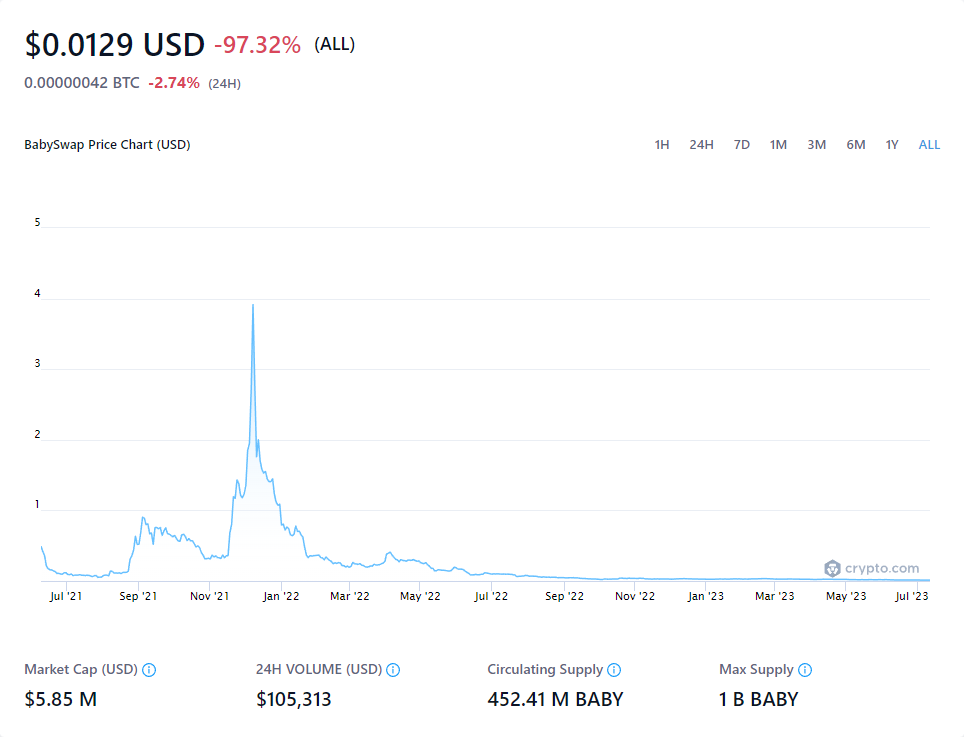 $0.0129 USD -97.32% (ALL)
0.00000042 BTC -2.74% (24H)
BabySwap Price Chart (USD) 1H 24H 7D 1M 3M 6M 1Y ALL
5
4
3
2
1
crypto.com
Jul '21 Sep '21 Nov '21 Jan '22 Mar '22 May '22 Jul '22 Sep '22 Nov '22 Jan '23 Mar '23 May '23 Jul '23
Market Cap (USD) 24H VOLUME (USD) Circulating Supply Max Supply
$5.85 M $105,313 452.41 M BABY 1 B BABY